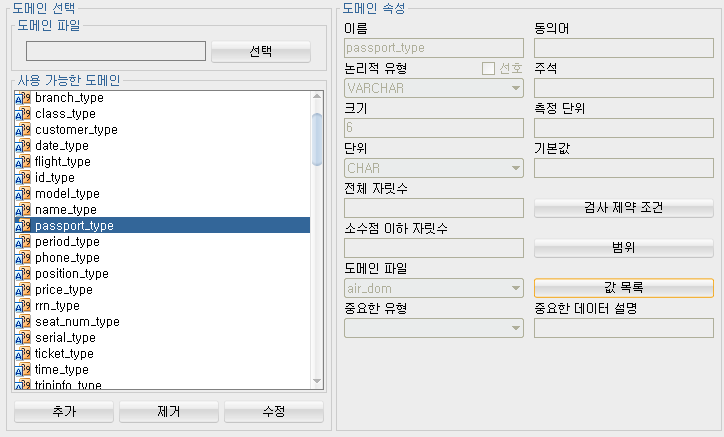 도메인 선택
도메인 파일
선택
사용 가능한 도메인
branch_type
class_type
customer_type
date_type
flight_type
id_type
model_type
name_type
passport_type
period_type
phone_type
position_type
price_type
rrn_type
seat_num_type
serial_type
ticket_type
time_type
tripinfo_type
추가 제거 수정
도메인 속성
이름 동의어
passport_type
논리적 유형 선호 주석
VARCHAR
크기 측정 단위
6
단위 기본값
CHAR
전체 자릿수
검사 제약 조건
소수점 이하 자릿수
범위
도메인 파일
air_dom 값 목록
중요한 유형 중요한 데이터 설명